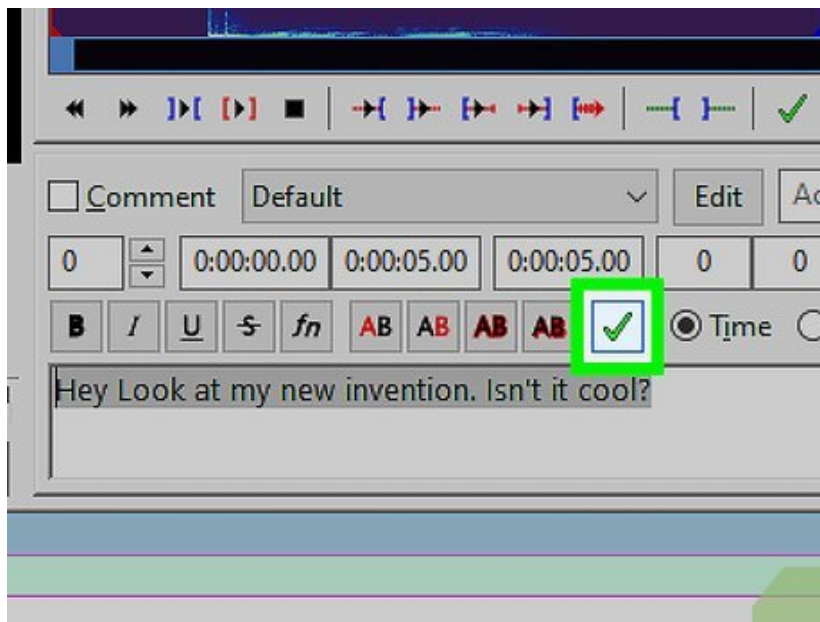 Comment Default Edit
0 0:00:00.00 0:00:05.00 0:00:05.00 0 0
B I U S fn AB AB AB AB Time
Hey Look at my new invention. Isn't it cool?